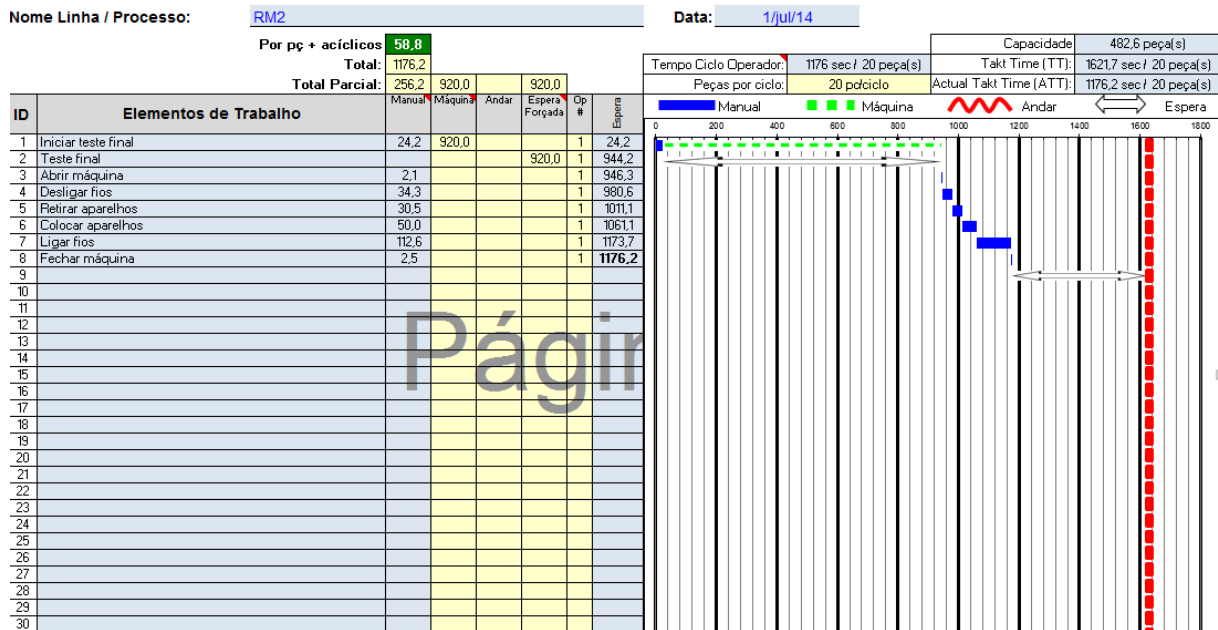 Nome Linha / Processo: RM2 Data: 1/jul/14
Por pç + acíclicos 58,8 Capacidade 482,6 peça(s)
Total: 1176,2 Tempo Ciclo Operador: 1176 sec / 20 peça(s) Takt Time (TT): 1621,7 sec / 20 peça(s)
Total Parcial: 256,2 920,0 920,0 Peças por ciclo: 20 pc/ciclo Actual Takt Time (ATT): 1176,2 sec / 20 peça(s)
ID Elementos de Trabalho Manual Máquina Andar Espera Forçada Op # Espera Manual Máquina Andar Espera
0 200 400 600 800 1000 1200 1400 1600 1800
1 Iniciar teste final 24,2 920,0 1 24,2
2 Teste final 920,0 1 944,2
3 Abrir máquina 2,1 1 946,3
4 Desligar fios 34,3 1 980,6
5 Retirar aparelhos 30,5 1 1011,1
6 Colocar aparelhos 50,0 1 1061,1
7 Ligar fios 112,6 1 1173,7
8 Fechar máquina 2,5 1 1176,2
9
10
11
12
13
14
15
16
17
18
19
20
21
22
23
24
25
26
27
28
29
30